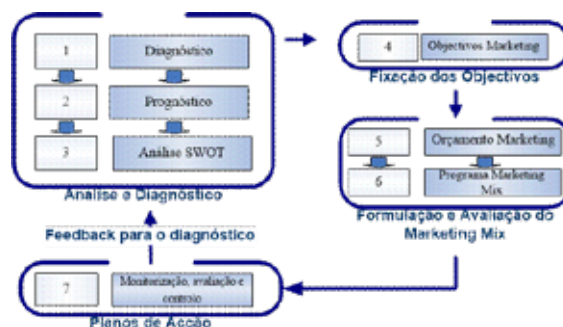 1 Diagnóstico
2 Prognóstico
3 Análise SWOT
Analise e Diagnóstico
4 Objectivos Marketing
Fixação dos Objectivos
5 Orçamento Marketing
6 Programa Marketing
Mix
Formulação e Avaliação do
Marketing Mix
Feedback para o diagnóstico
7 Monitorização, avaliação e
controlo
Planos de Acção